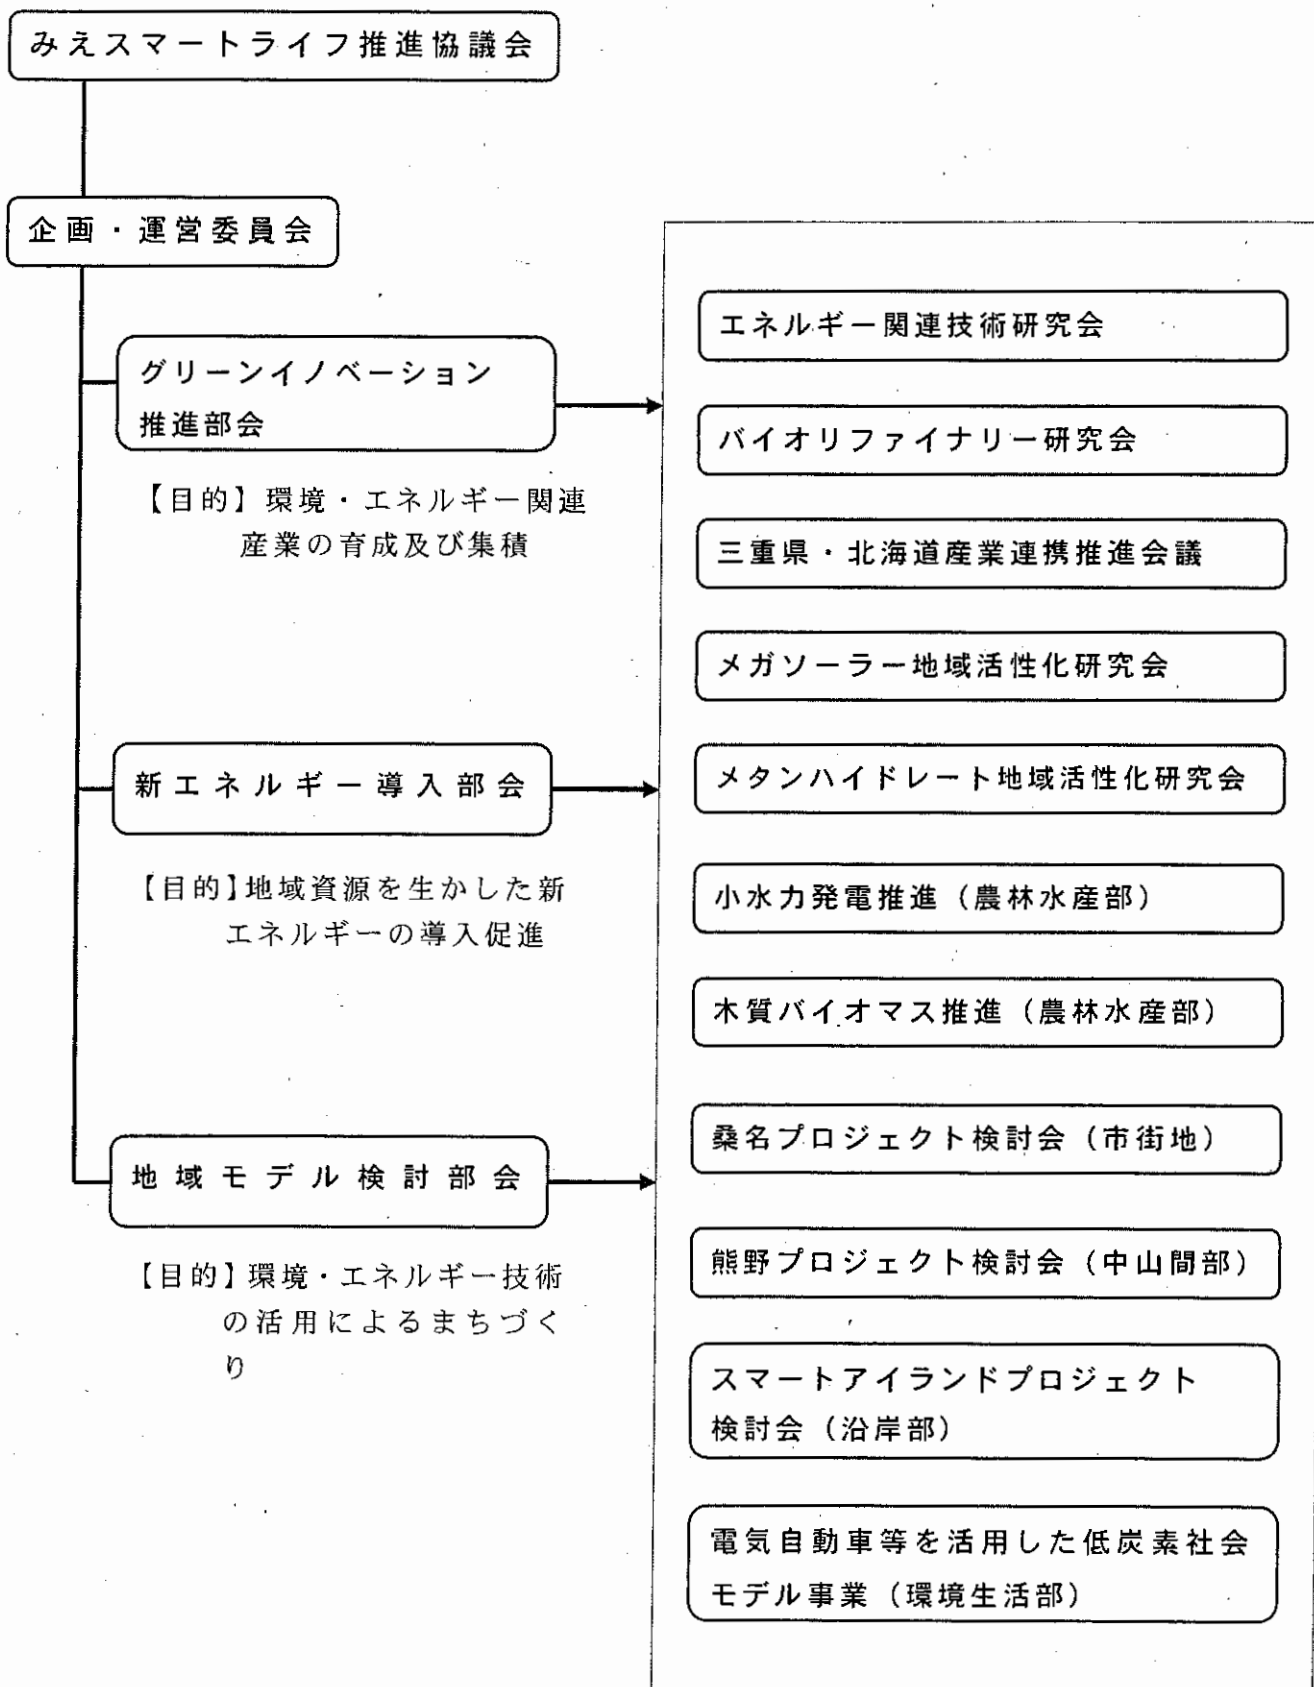 みえスマートライフ推進協議会
企画・運営委員会
グリーンイノベーション
推進部会
【目的】環境・エネルギー関連
産業の育成及び集積
新エネルギー導入部会
【目的】地域資源を生かした新
エネルギーの導入促進
地域モデル検討部会
【目的】環境・エネルギー技術
の活用によるまちづく
り
エネルギー関連技術研究会
バイオリファイナリー研究会
三重県・北海道産業連携推進会議
メガソーラー地域活性化研究会
メタンハイドレート地域活性化研究会
小水力発電推進（農林水産部）
木質バイオマス推進（農林水産部）
桑名プロジェクト検討会（市街地）
熊野プロジェクト検討会（中山間部）
スマートアイランドプロジェクト
検討会（沿岸部）
電気自動車等を活用した低炭素社会
モデル事業（環境生活部）